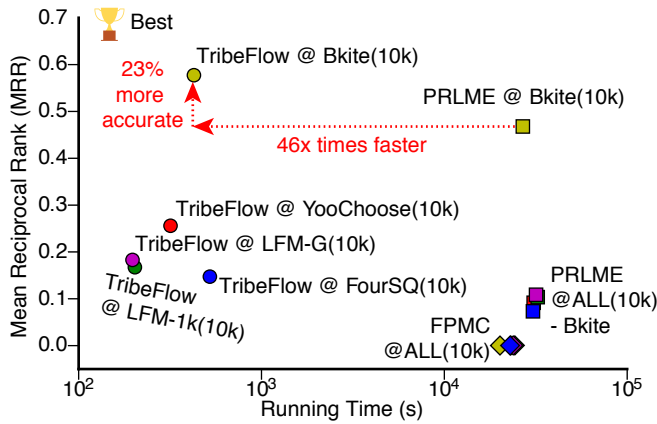 0.7
Best
TribeFlow @ Bkite(10k)
0.6
23%
more
accurate
PRLME @ Bkite(10k)
0.5
46x times faster
0.4
Mean Reciprocal Rank (MRR)
0.3
TribeFlow @ YooChoose(10k)
TribeFlow @ LFM-G(10k)
0.2
TribeFlow
@ LFM-1k(10k)
TribeFlow @ FourSQ(10k)
PRLME
@ALL(10k)
- Bkite
0.1
FPMC
@ALL(10k)
0.0
10²
10³
10⁴
10⁵
Running Time (s)